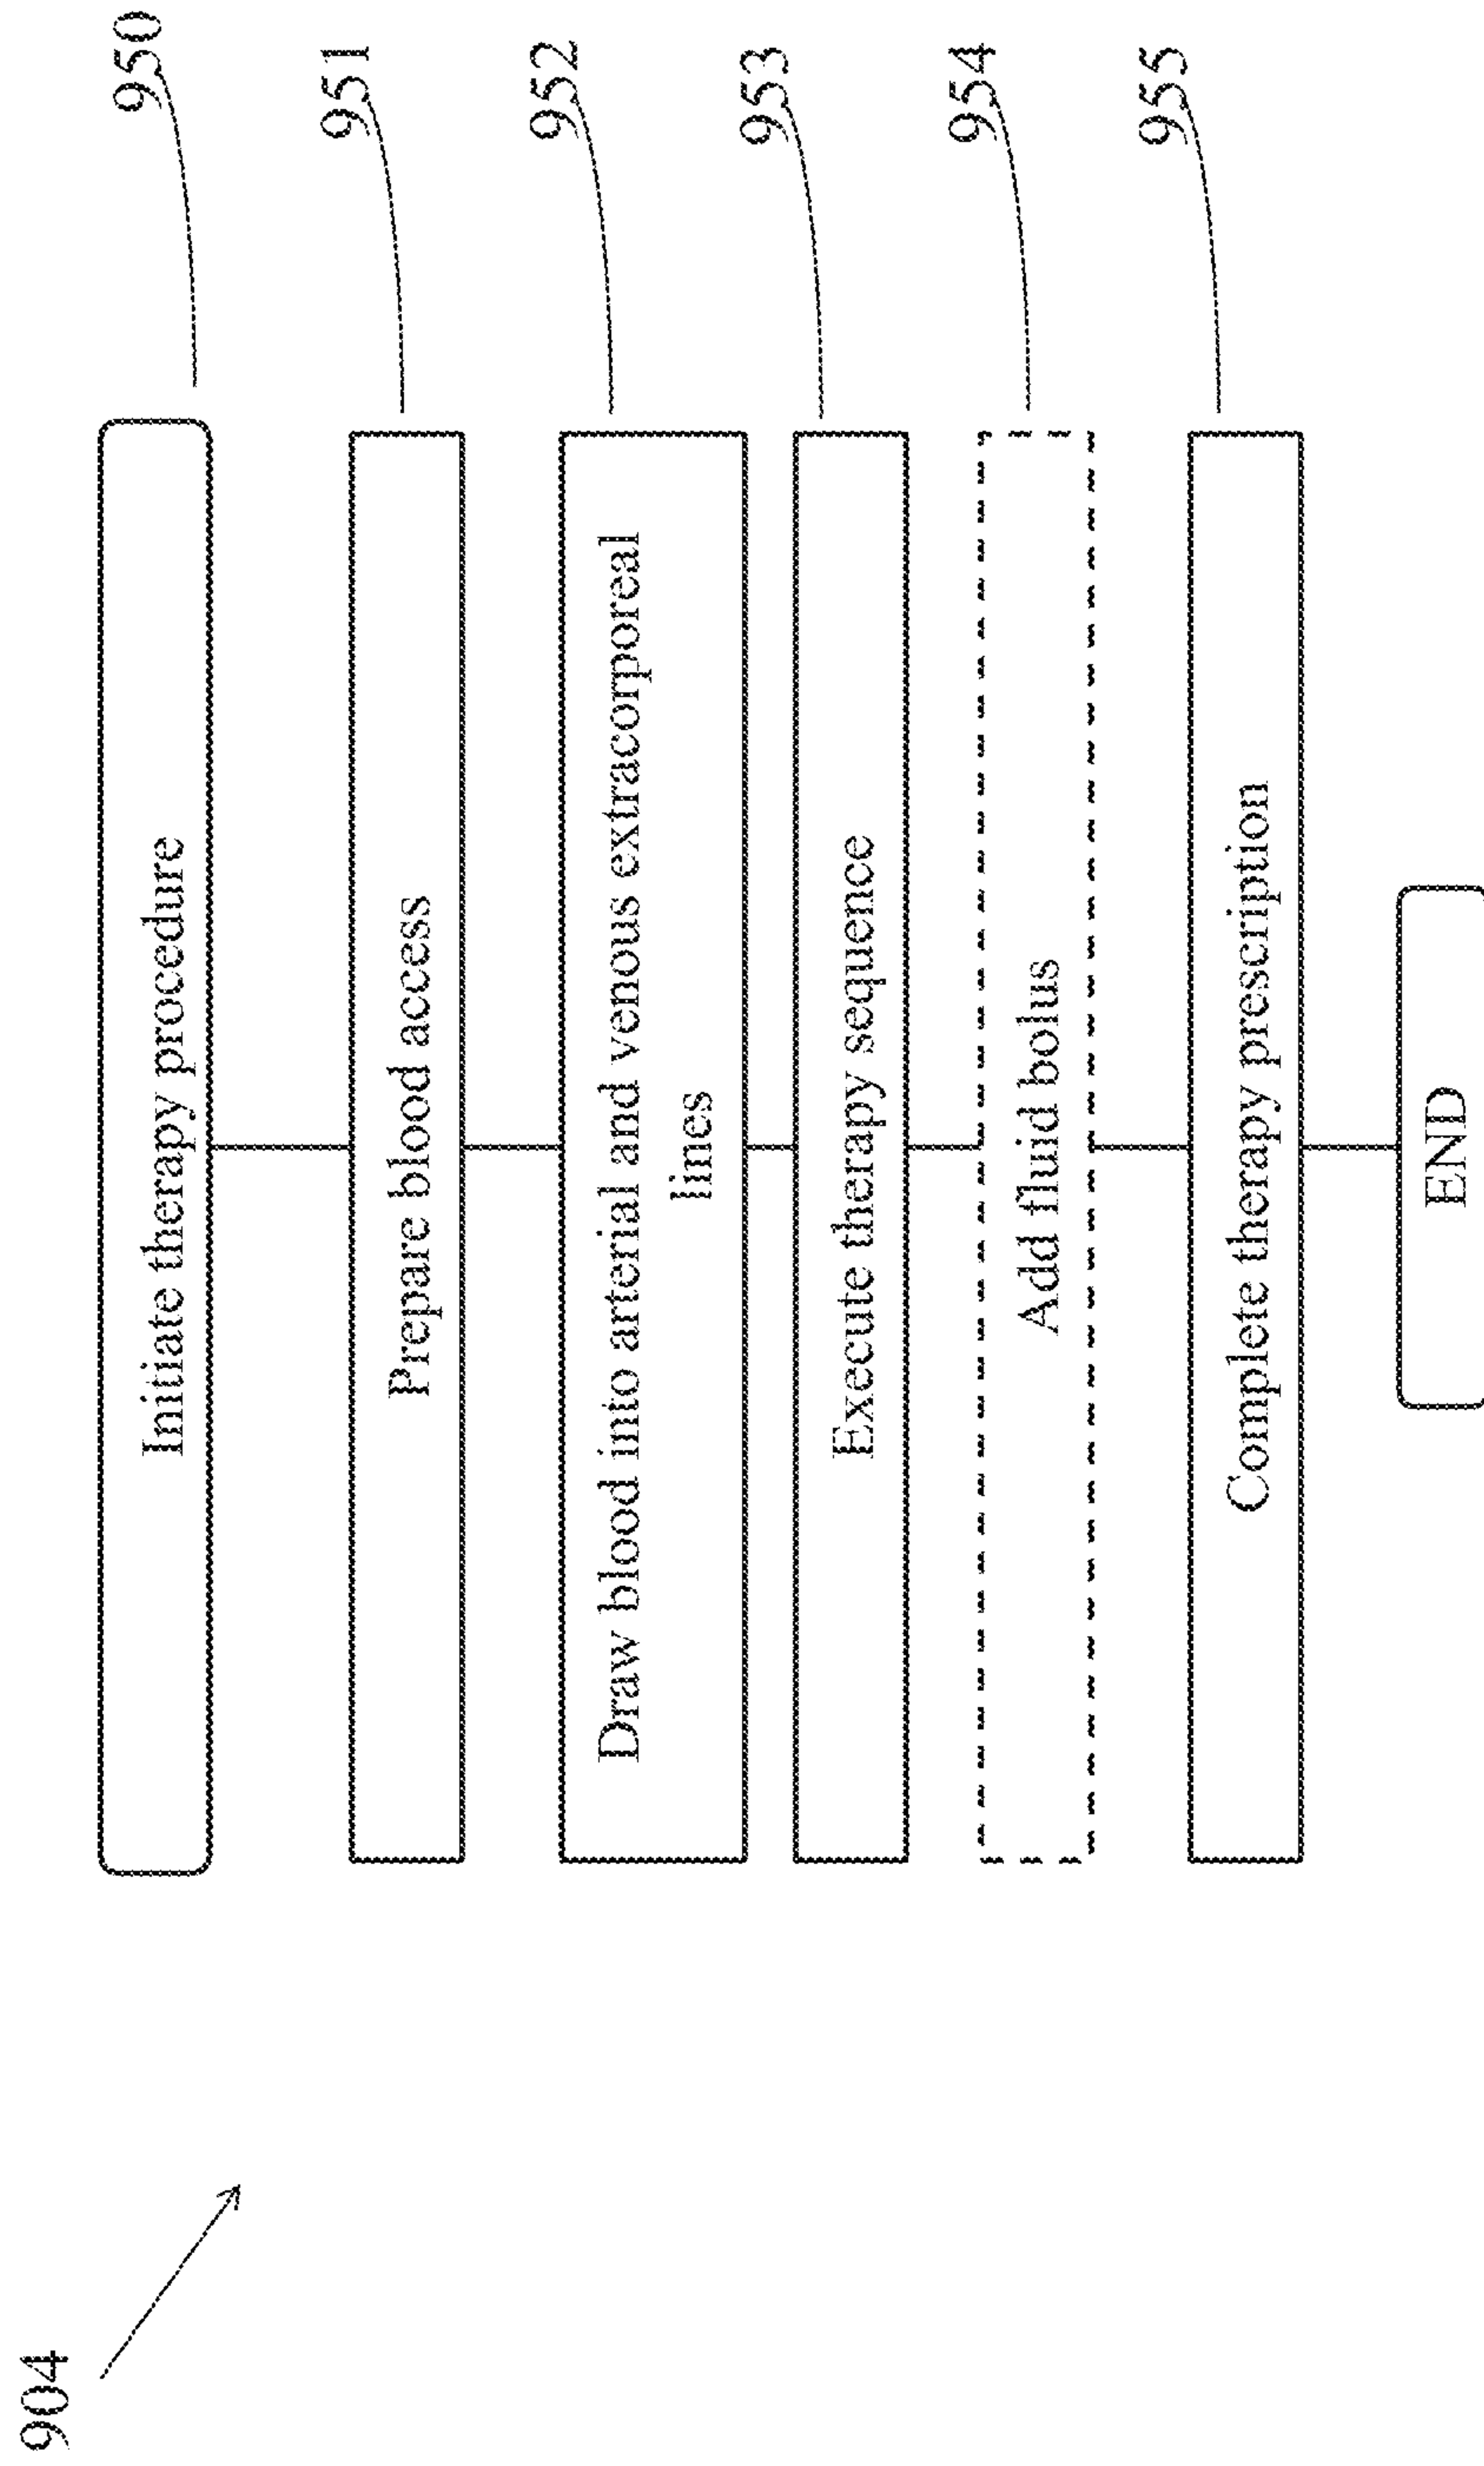 904
Initiate therapy procedure
950
Prepare blood access
951
Draw blood into arterial and venous extracorporeal
lines
952
Execute therapy sequence
953
Add fluid bolus
954
Complete therapy prescription
955
END